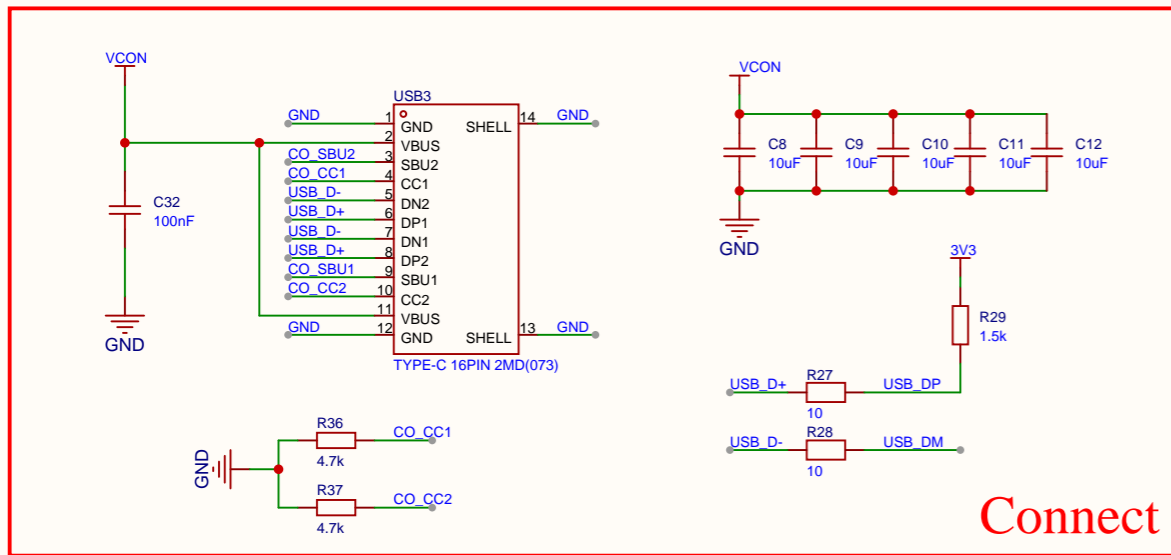 VCON
C32
100nF
GND
USB3
GND 1 GND SHELL 14 GND
2 VBUS
CO_SBU2 3 SBU2
CO_CC1 4 CC1
USB_D- 5 DN2
USB_D+ 6 DP1
USB_D- 7 DN1
USB_D+ 8 DP2
CO_SBU1 9 SBU1
CO_CC2 10 CC2
11 VBUS
GND 12 GND SHELL 13 GND
TYPE-C 16PIN 2MD(073)
VCON
C8 C9 C10 C11 C12
10uF 10uF 10uF 10uF 10uF
GND
3V3
R29
1.5k
USB_D+ R27 USB_DP
10
USB_D- R28 USB_DM
10
R36 CO_CC1
4.7k
GND
R37 CO_CC2
4.7k
Connect